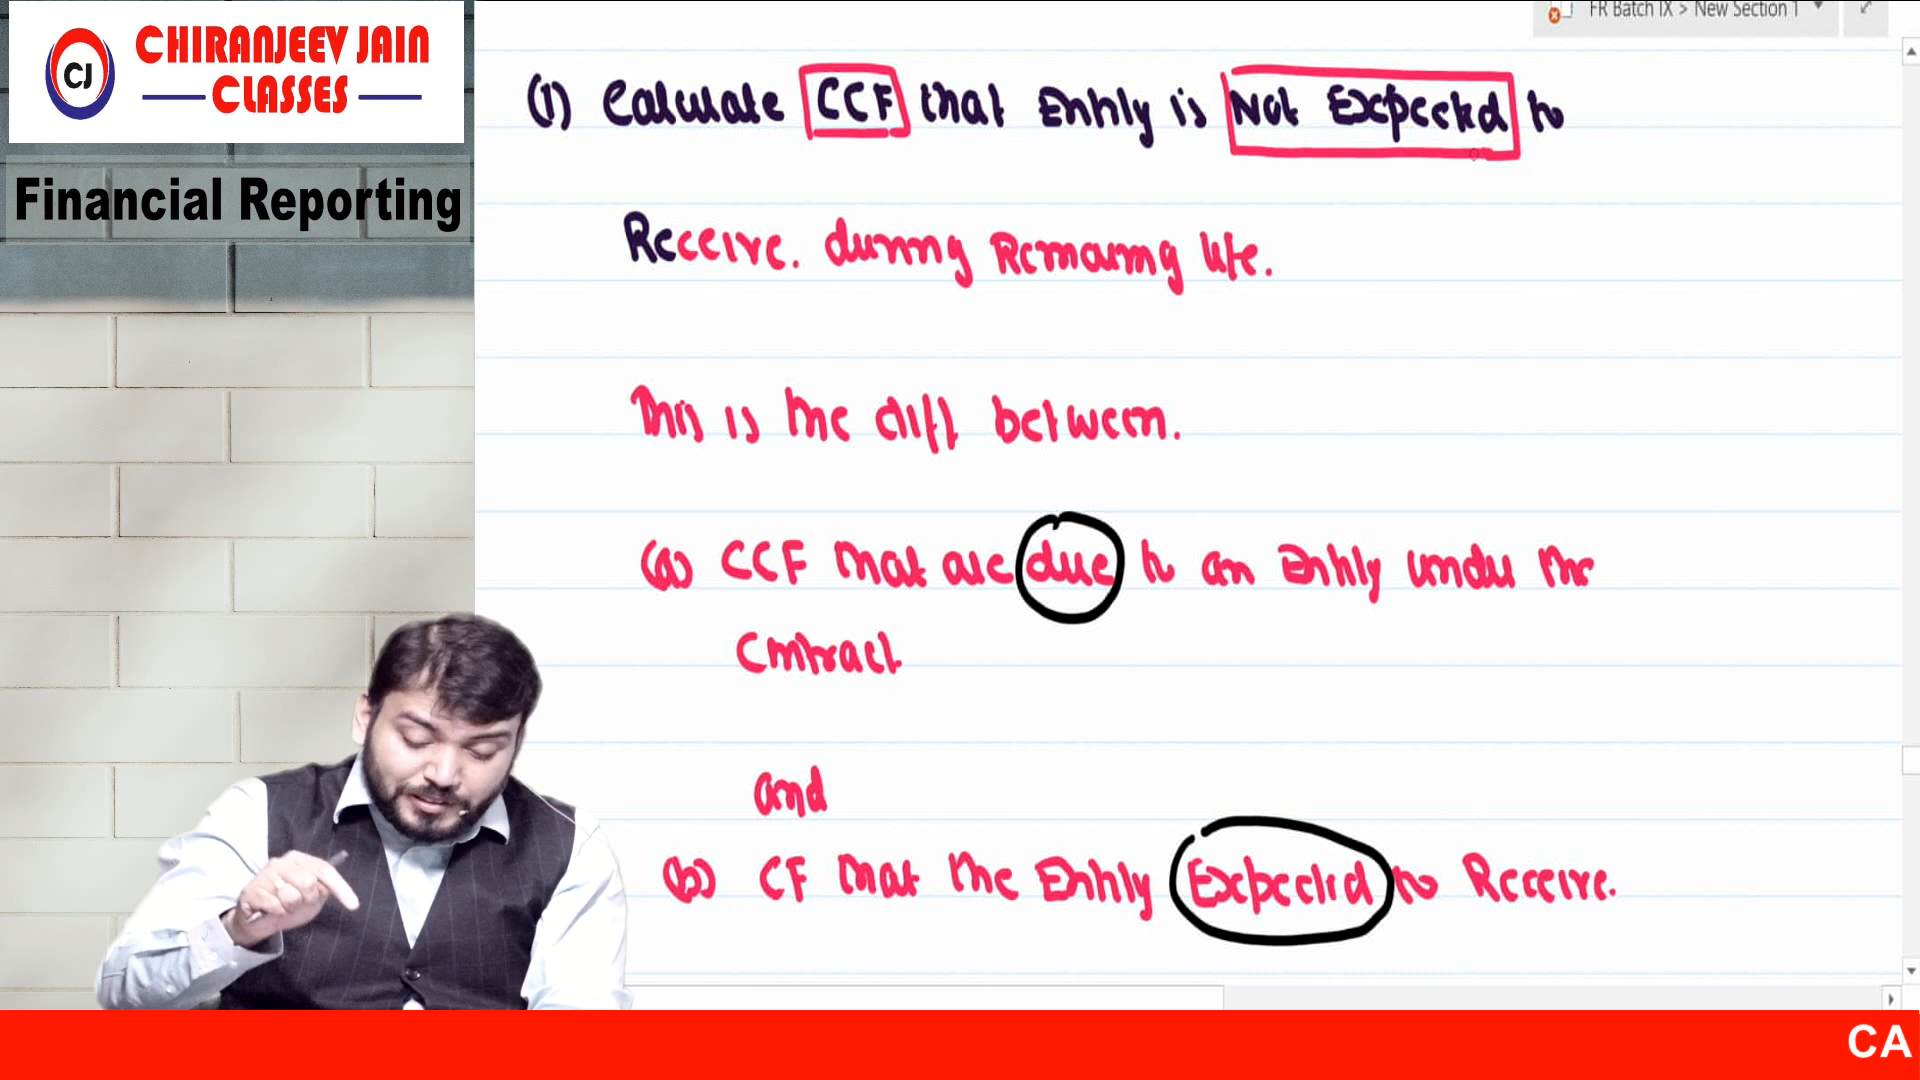 CHIRANJEEV JAIN
CJ
CLASSES
Financial Reporting
FR Batch IX > New Section 1
(1) Calculate CCF that Entity is Not Expected to
Receive. during Remaining life.
This is the diff between.
(a) CCF that are due to an Entity under the
Contract
and
(b) CF that the Entity Expected to Receive.
CA